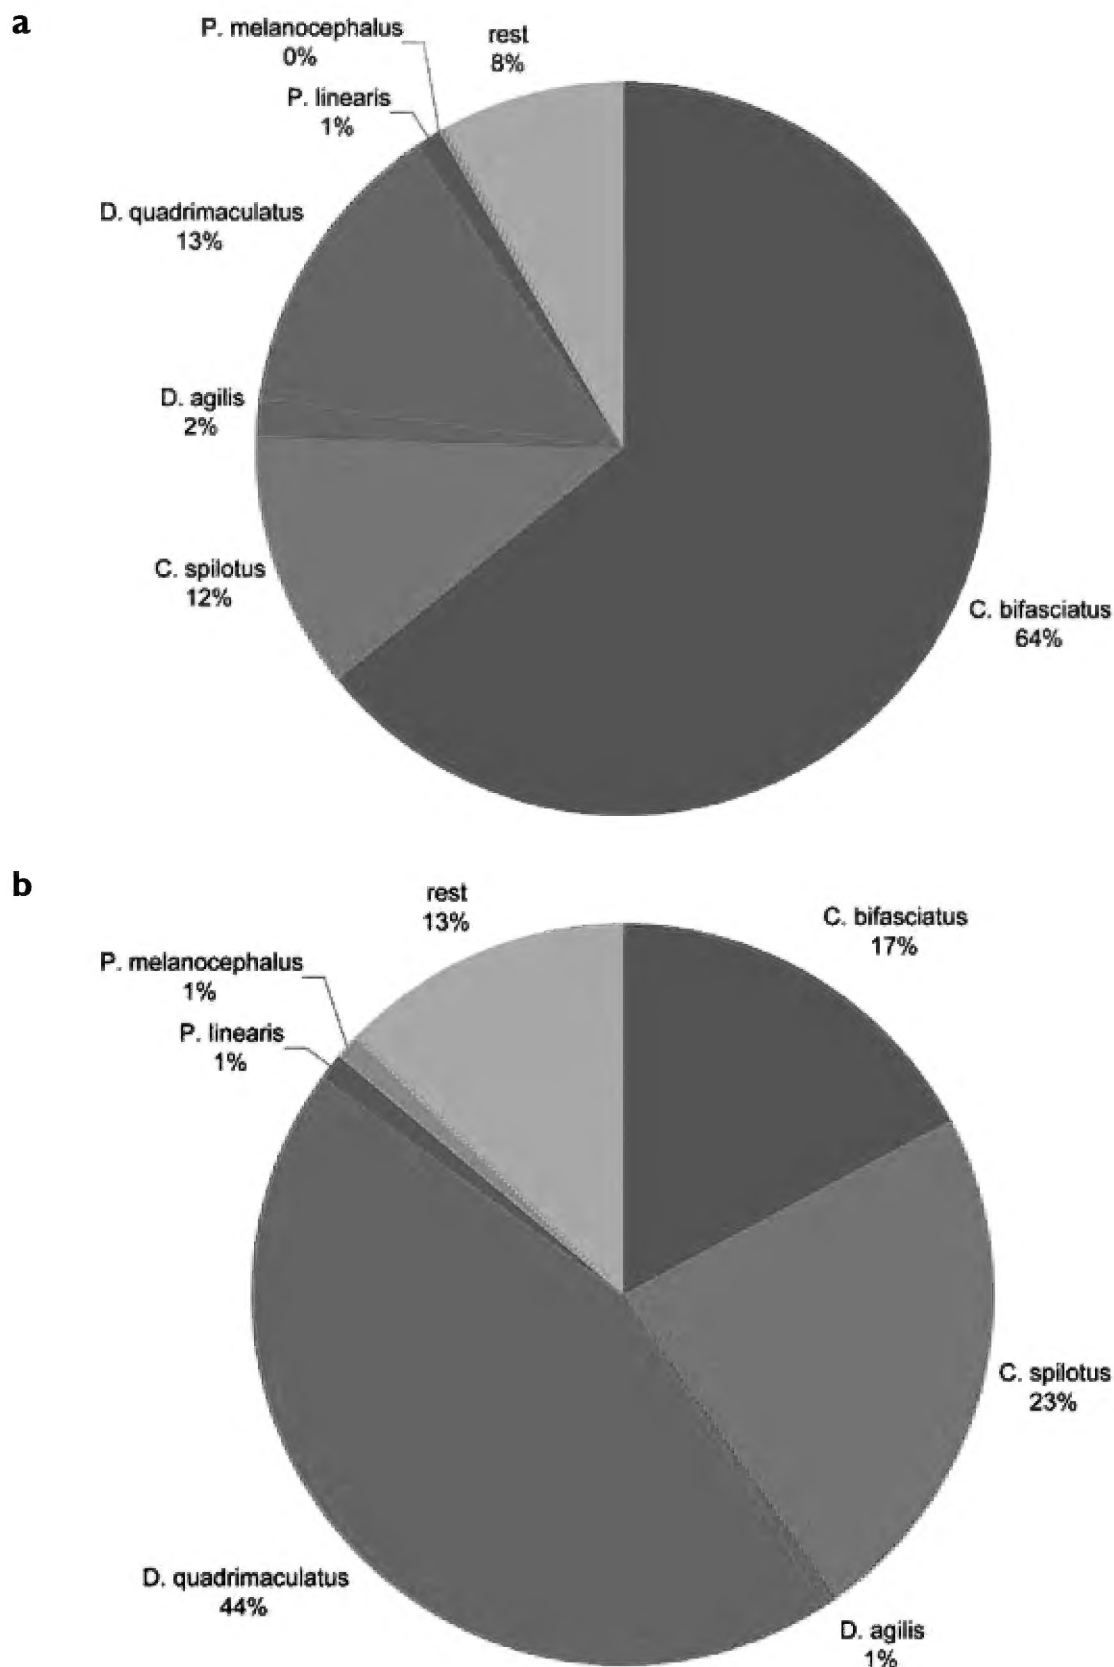 a
P. melanocephalus
0%
rest
8%
P. linearis
1%
D. quadrimaculatus
13%
D. agilis
2%
C. spilotus
12%
C. bifasciatus
64%
b
rest
13%
C. bifasciatus
17%
P. melanocephalus
1%
P. linearis
1%
C. spilotus
23%
D. quadrimaculatus
44%
D. agilis
1%